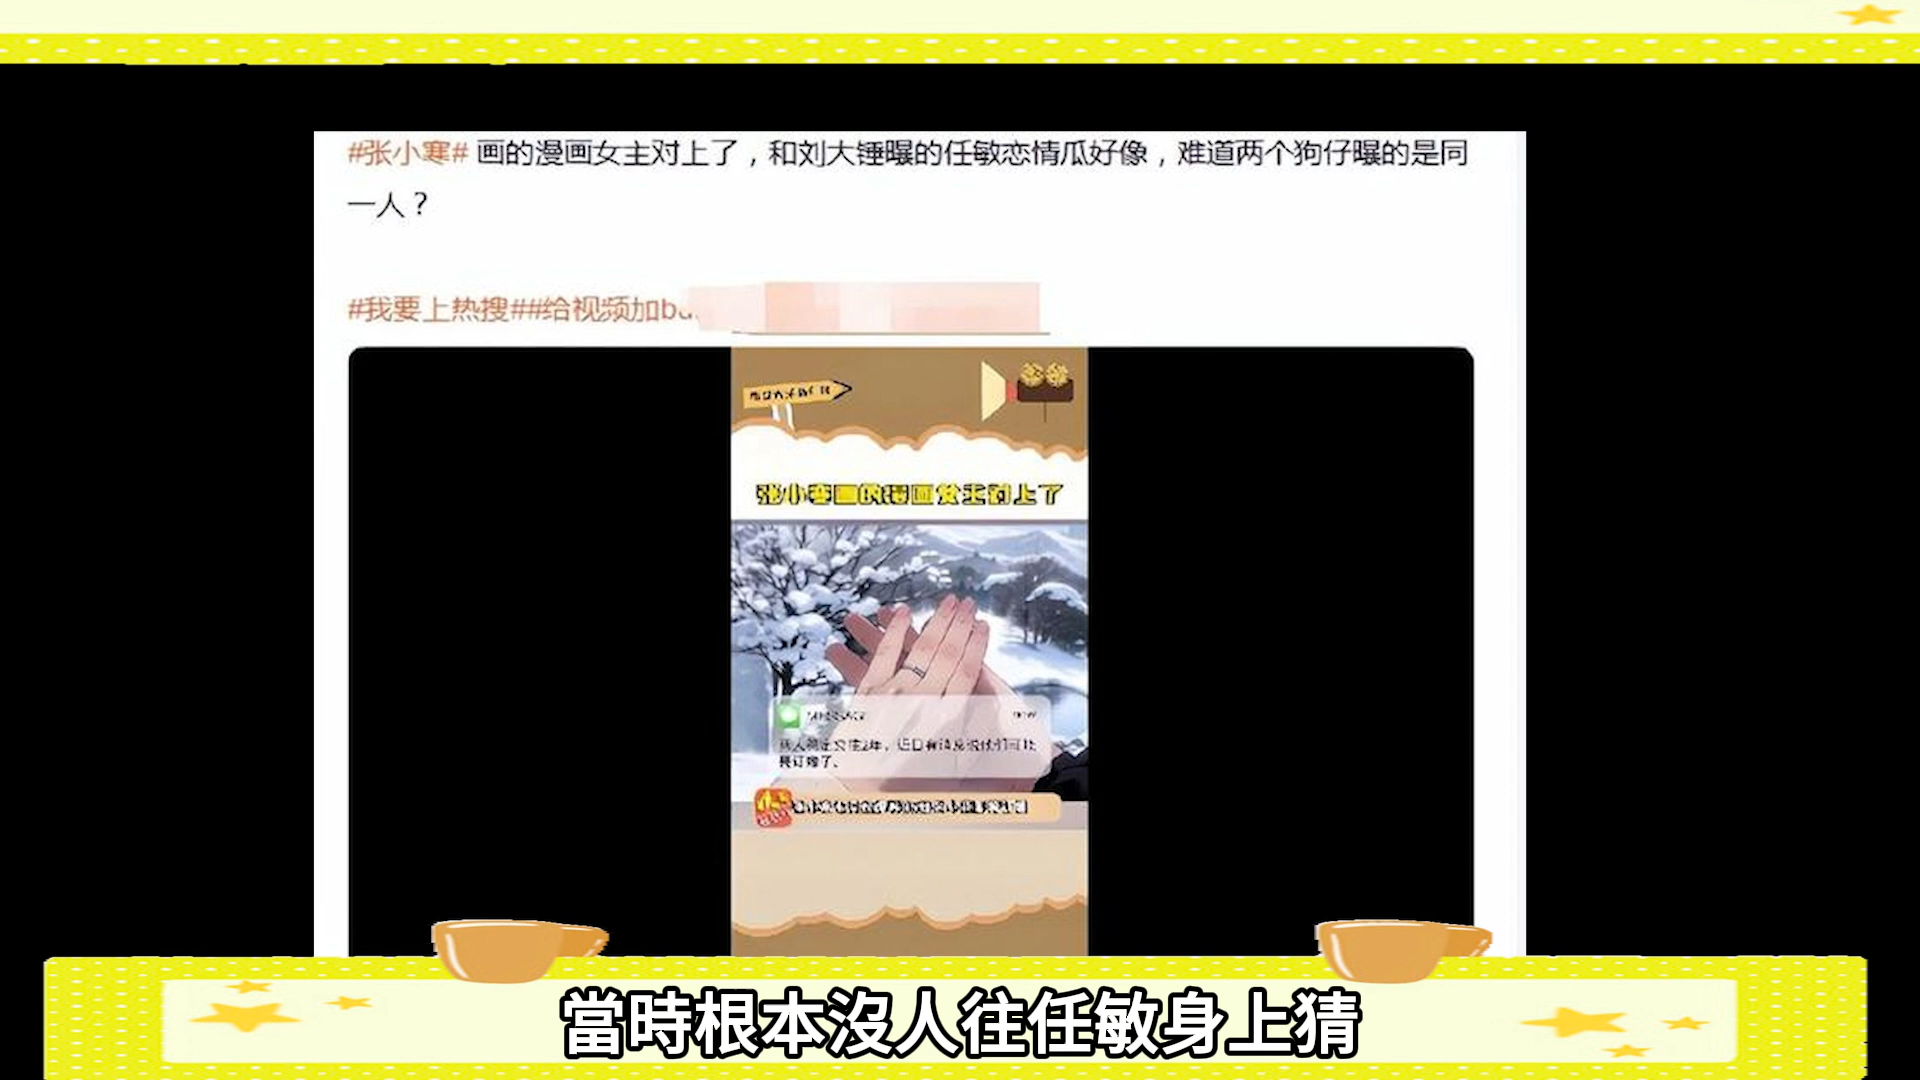 #张小寒# 画的漫画女主对上了，和刘大锤曝的任敏恋情瓜好像，难道两个狗仔曝的是同
一人？
#我要上热搜##给视频加bu
张小寒画的漫画女主对上了
當時根本沒人往任敏身上猜